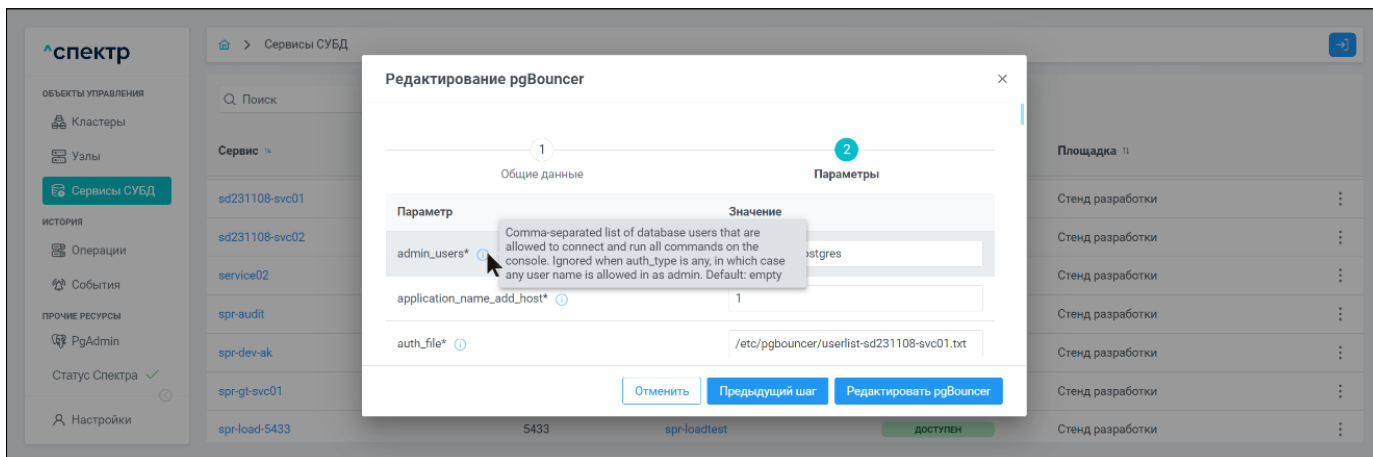 ^спектр
ОБЪЕКТЫ УПРАВЛЕНИЯ
Кластеры
Узлы
Сервисы СУБД
ИСТОРИЯ
Операции
События
ПРОЧИЕ РЕСУРСЫ
PgAdmin
Статус Спектра
Настройки
> Сервисы СУБД
Поиск
Сервис
Площадка
sd231108-svc01
Стенд разработки
sd231108-svc02
Стенд разработки
service02
Стенд разработки
spr-audit
Стенд разработки
spr-dev-ak
Стенд разработки
spr-gt-svc01
Стенд разработки
spr-load-5433 5433 spr-loadtest ДОСТУПЕН Стенд разработки
Редактирование pgBouncer
1 2
Общие данные Параметры
Параметр Значение
admin_users*
Comma-separated list of database users that are
allowed to connect and run all commands on the
console. Ignored when auth_type is any, in which case
any user name is allowed in as admin. Default: empty
application_name_add_host* 1
auth_file* /etc/pgbouncer/userlist-sd231108-svc01.txt
Отменить Предыдущий шаг Редактировать pgBouncer